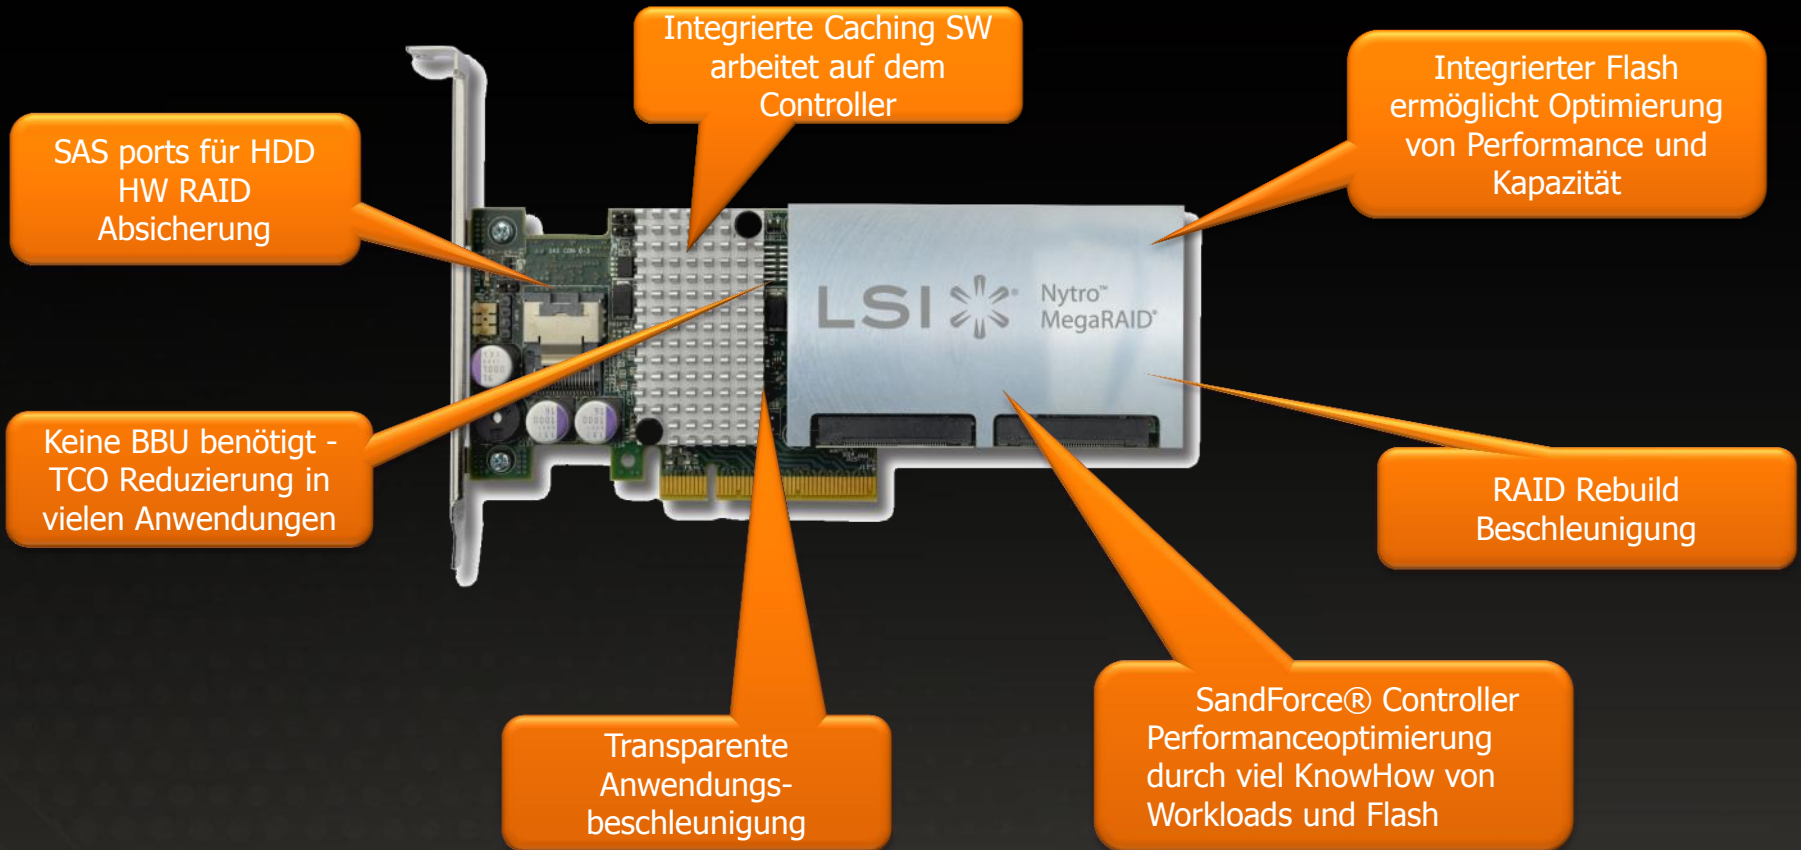 Integrierte Caching SW
arbeitet auf dem
Controller
Integrierter Flash
ermöglicht Optimierung
von Performance und
Kapazität
SAS ports für HDD
HW RAID
Absicherung
LSI
Nytro™
MegaRAID®
Keine BBU benötigt -
TCO Reduzierung in
vielen Anwendungen
RAID Rebuild
Beschleunigung
SandForce® Controller
Performanceoptimierung
durch viel KnowHow von
Workloads und Flash
Transparente
Anwendungs-
beschleunigung